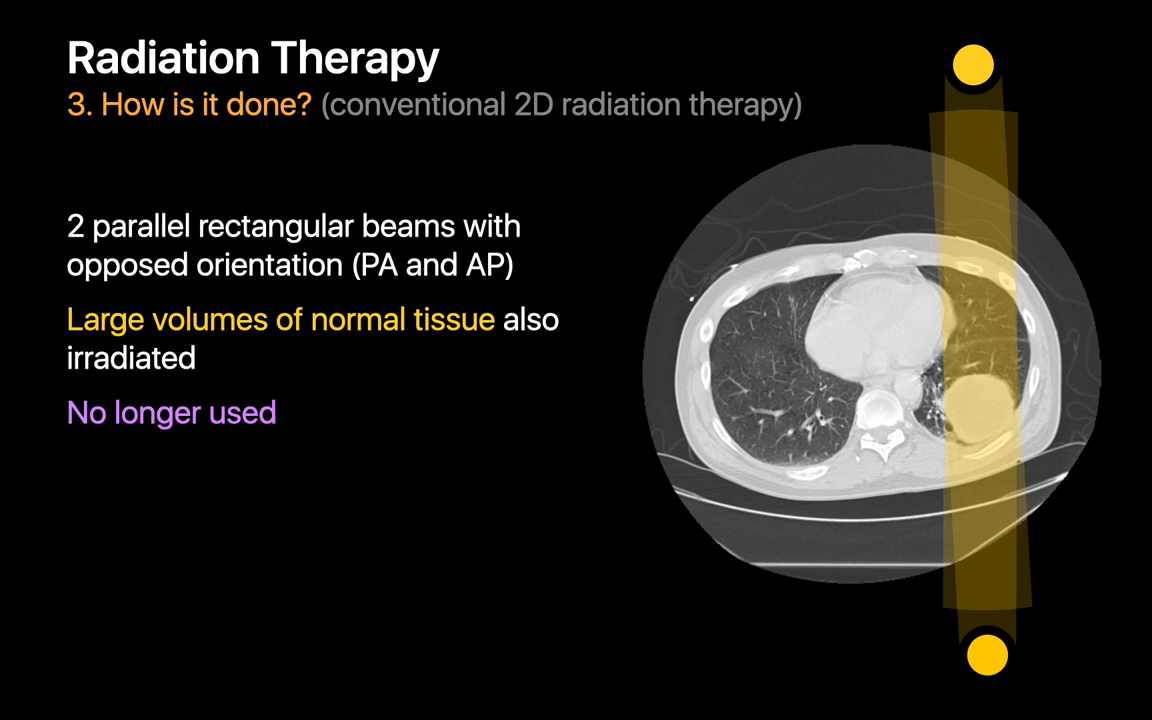 Radiation Therapy
3. How is it done? (conventional 2D radiation therapy)
2 parallel rectangular beams with
opposed orientation (PA and AP)
Large volumes of normal tissue also
irradiated
No longer used